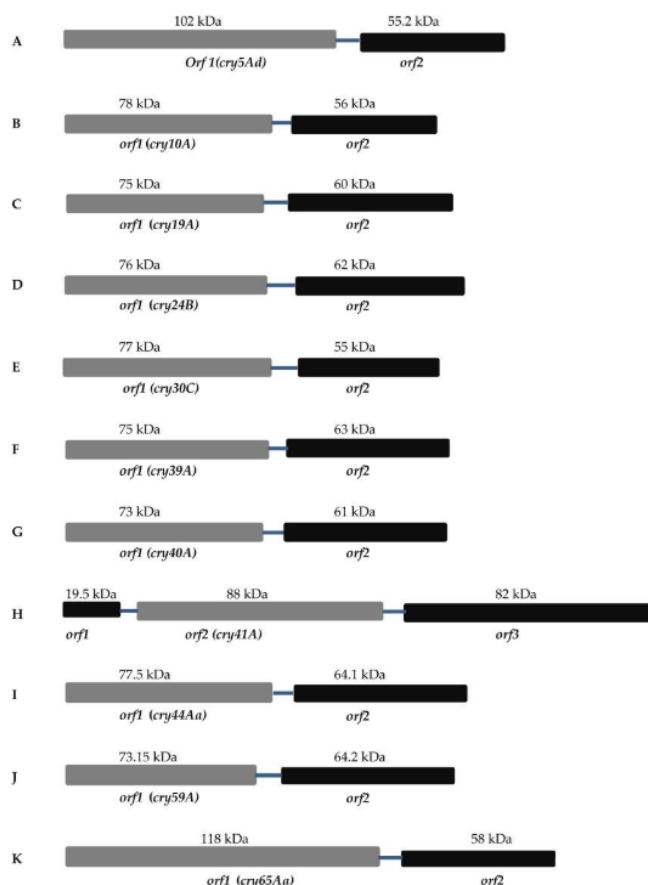 102 kDa 55.2 kDa
A
Orf 1(cry5Ad) orf2
78 kDa 56 kDa
B
orf1 (cry10A) orf2
75 kDa 60 kDa
C
orf1 (cry19A) orf2
76 kDa 62 kDa
D
orf1 (cry24B) orf2
77 kDa 55 kDa
E
orf1 (cry30C) orf2
75 kDa 63 kDa
F
orf1 (cry39A) orf2
73 kDa 61 kDa
G
orf1 (cry40A) orf2
19.5 kDa 88 kDa 82 kDa
H
orf1 orf2 (cry41A) orf3
77.5 kDa 64.1 kDa
I
orf1 (cry44Aa) orf2
73.15 kDa 64.2 kDa
J
orf1 (cry59A) orf2
118 kDa 58 kDa
K
orf1 (cry65Aa) orf2